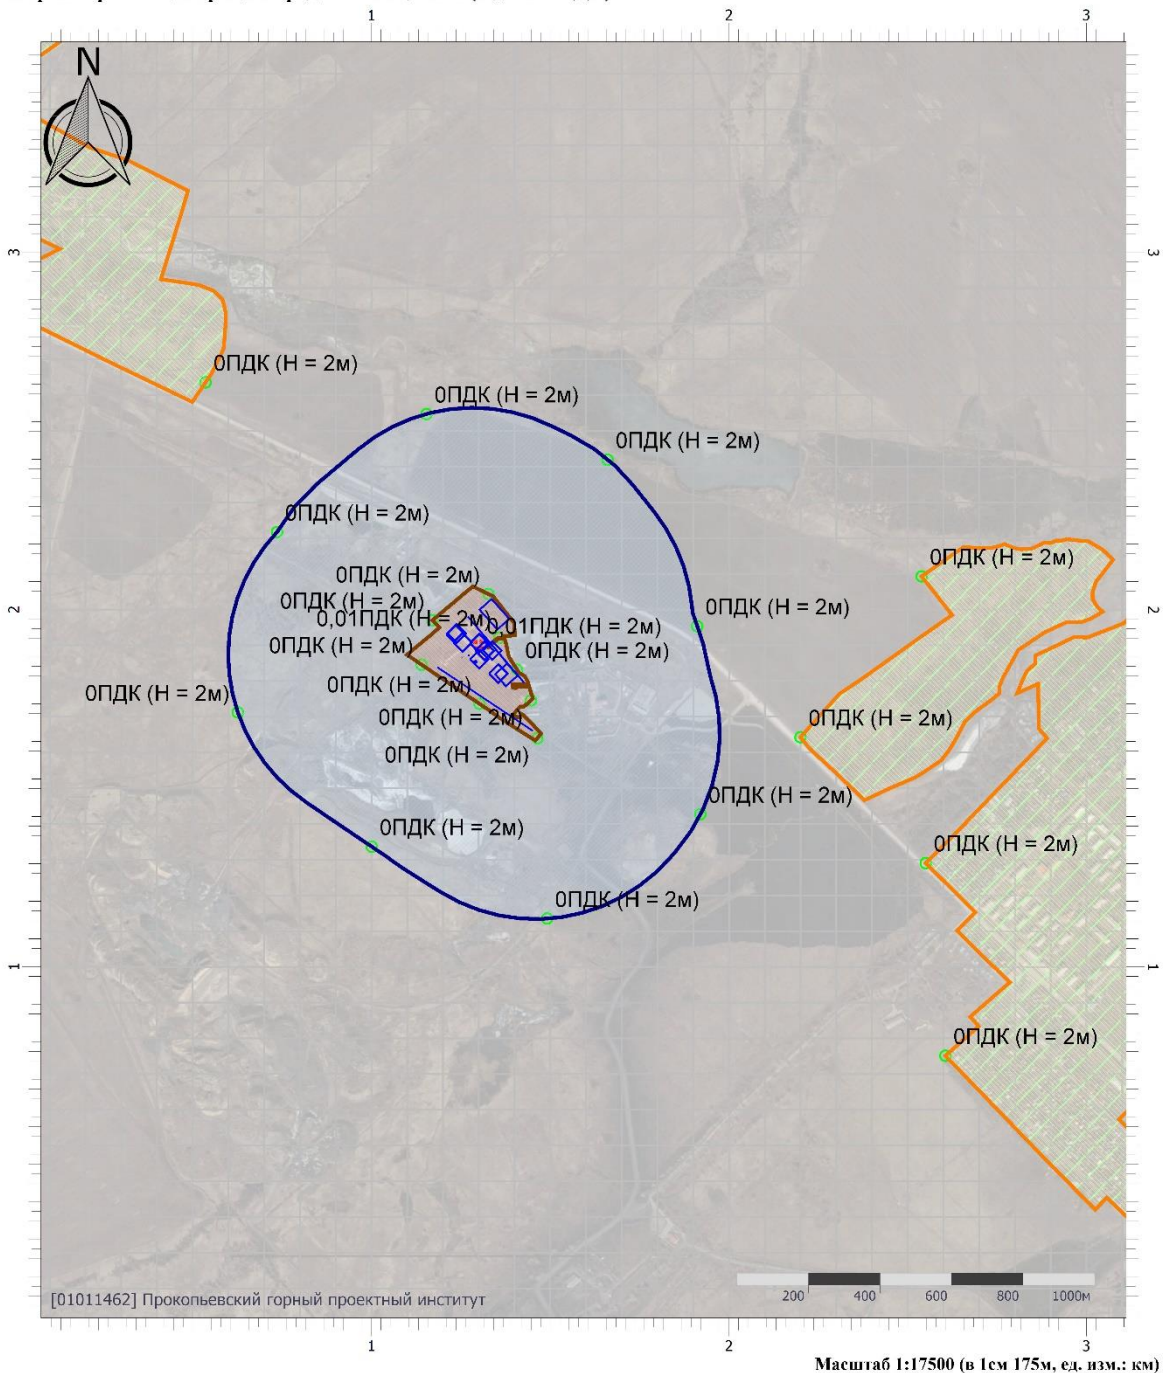 1 2 3
N
3 3
0ПДК (Н = 2м)
0ПДК (Н = 2м)
0ПДК (Н = 2м)
0ПДК (Н = 2м)
0ПДК (Н = 2м)
0ПДК (Н = 2м)
0ПДК (Н = 2м)
2 2
0ПДК (Н = 2м)
0,01ПДК (Н = 2м)
0,01ПДК (Н = 2м)
0ПДК (Н = 2м)
0ПДК (Н = 2м)
0ПДК (Н = 2м)
0ПДК (Н = 2м)
0ПДК (Н = 2м)
0ПДК (Н = 2м)
0ПДК (Н = 2м)
0ПДК (Н = 2м)
0ПДК (Н = 2м)
0ПДК (Н = 2м)
0ПДК (Н = 2м)
0ПДК (Н = 2м)
1 1
0ПДК (Н = 2м)
200 400 600 800 1000м
[01011462] Прокопьевский горный проектный институт
1 2 3
Масштаб 1:17500 (в 1см 175м, ед. изм.: км)